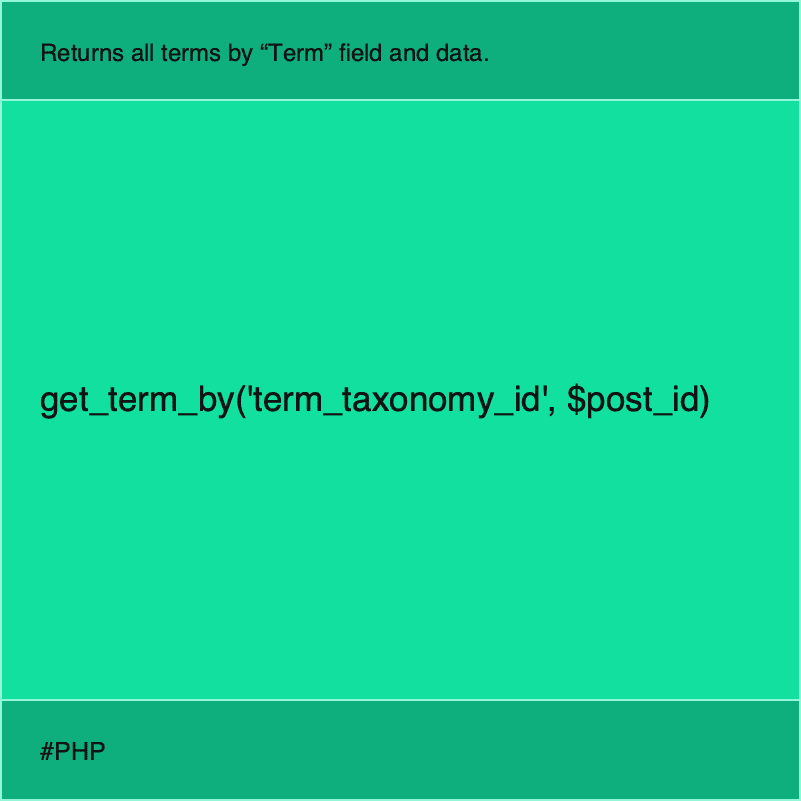 Returns all terms by “Term” field and data.
get_term_by('term_taxonomy_id', $post_id)
#PHP